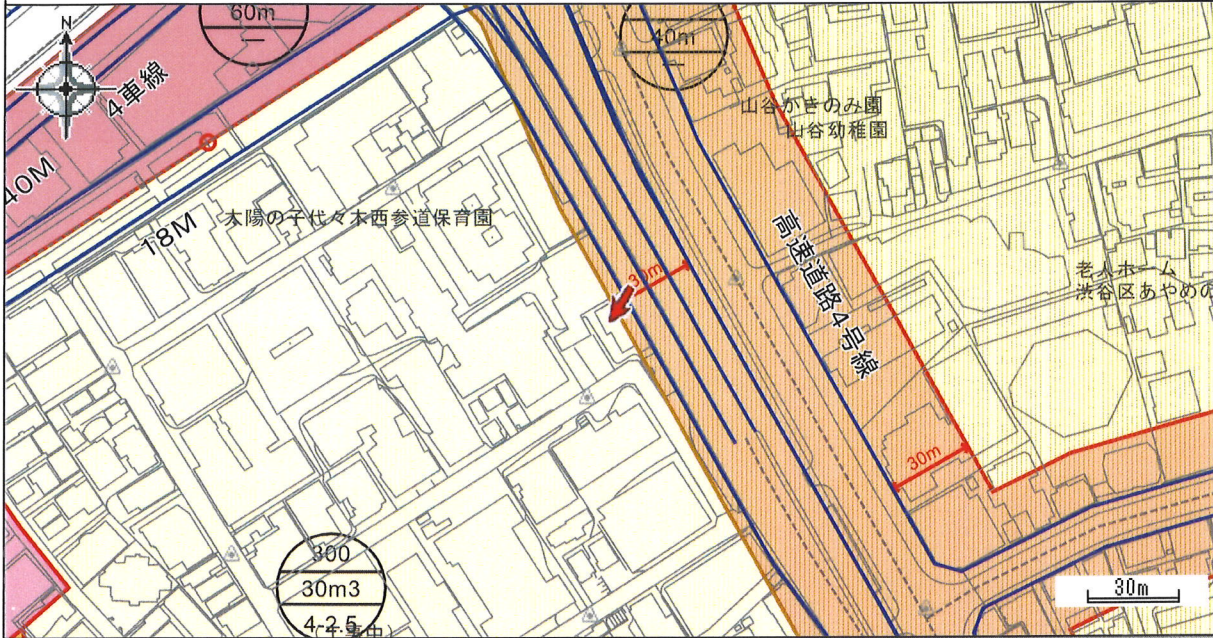 60m
—
N
4車線
40M
40m
—
山谷かきのみ園
山谷幼稚園
18M
太陽の子代々木西参道保育園
高速道路4号線
30m
老人ホーム
渋谷区あやめの
30m
300
30m3
4-2.5
30m